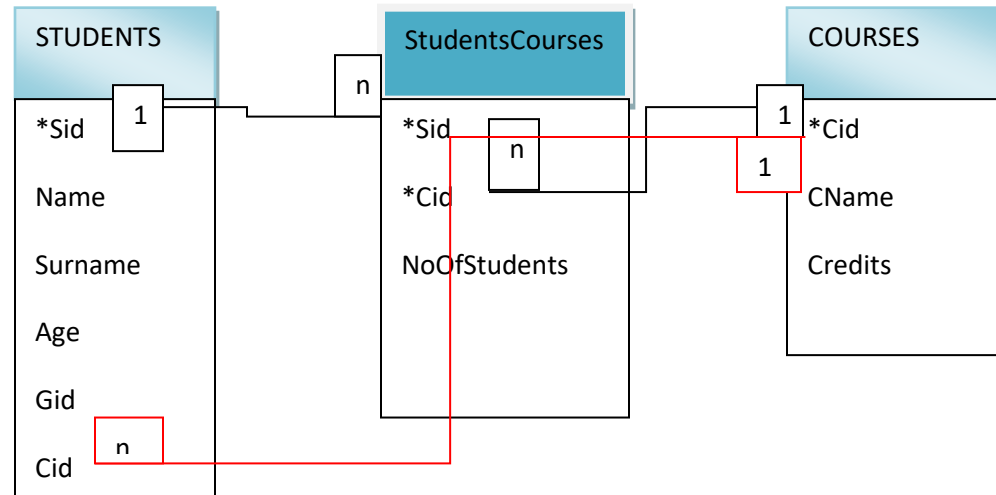 STUDENTS
*Sid
Name
Surname
Age
Gid
Cid
1
n
n
StudentsCourses
*Sid
*Cid
NoOfStudents
n
1
1
COURSES
*Cid
CName
Credits